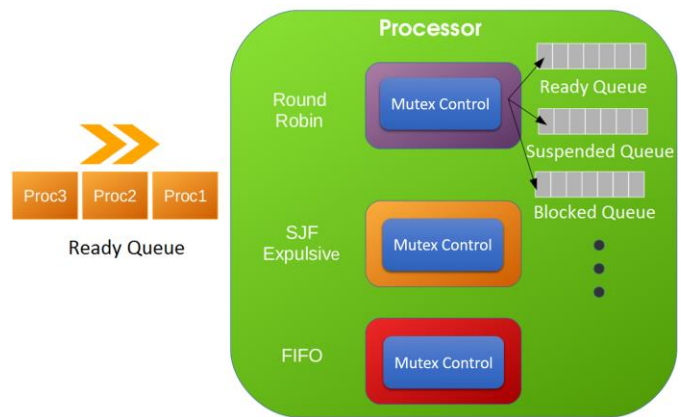 Processor
Round
Robin
Mutex Control
Ready Queue
Suspended Queue
Blocked Queue
Proc3 Proc2 Proc1
Ready Queue
SJF
Expulsive
Mutex Control
FIFO
Mutex Control